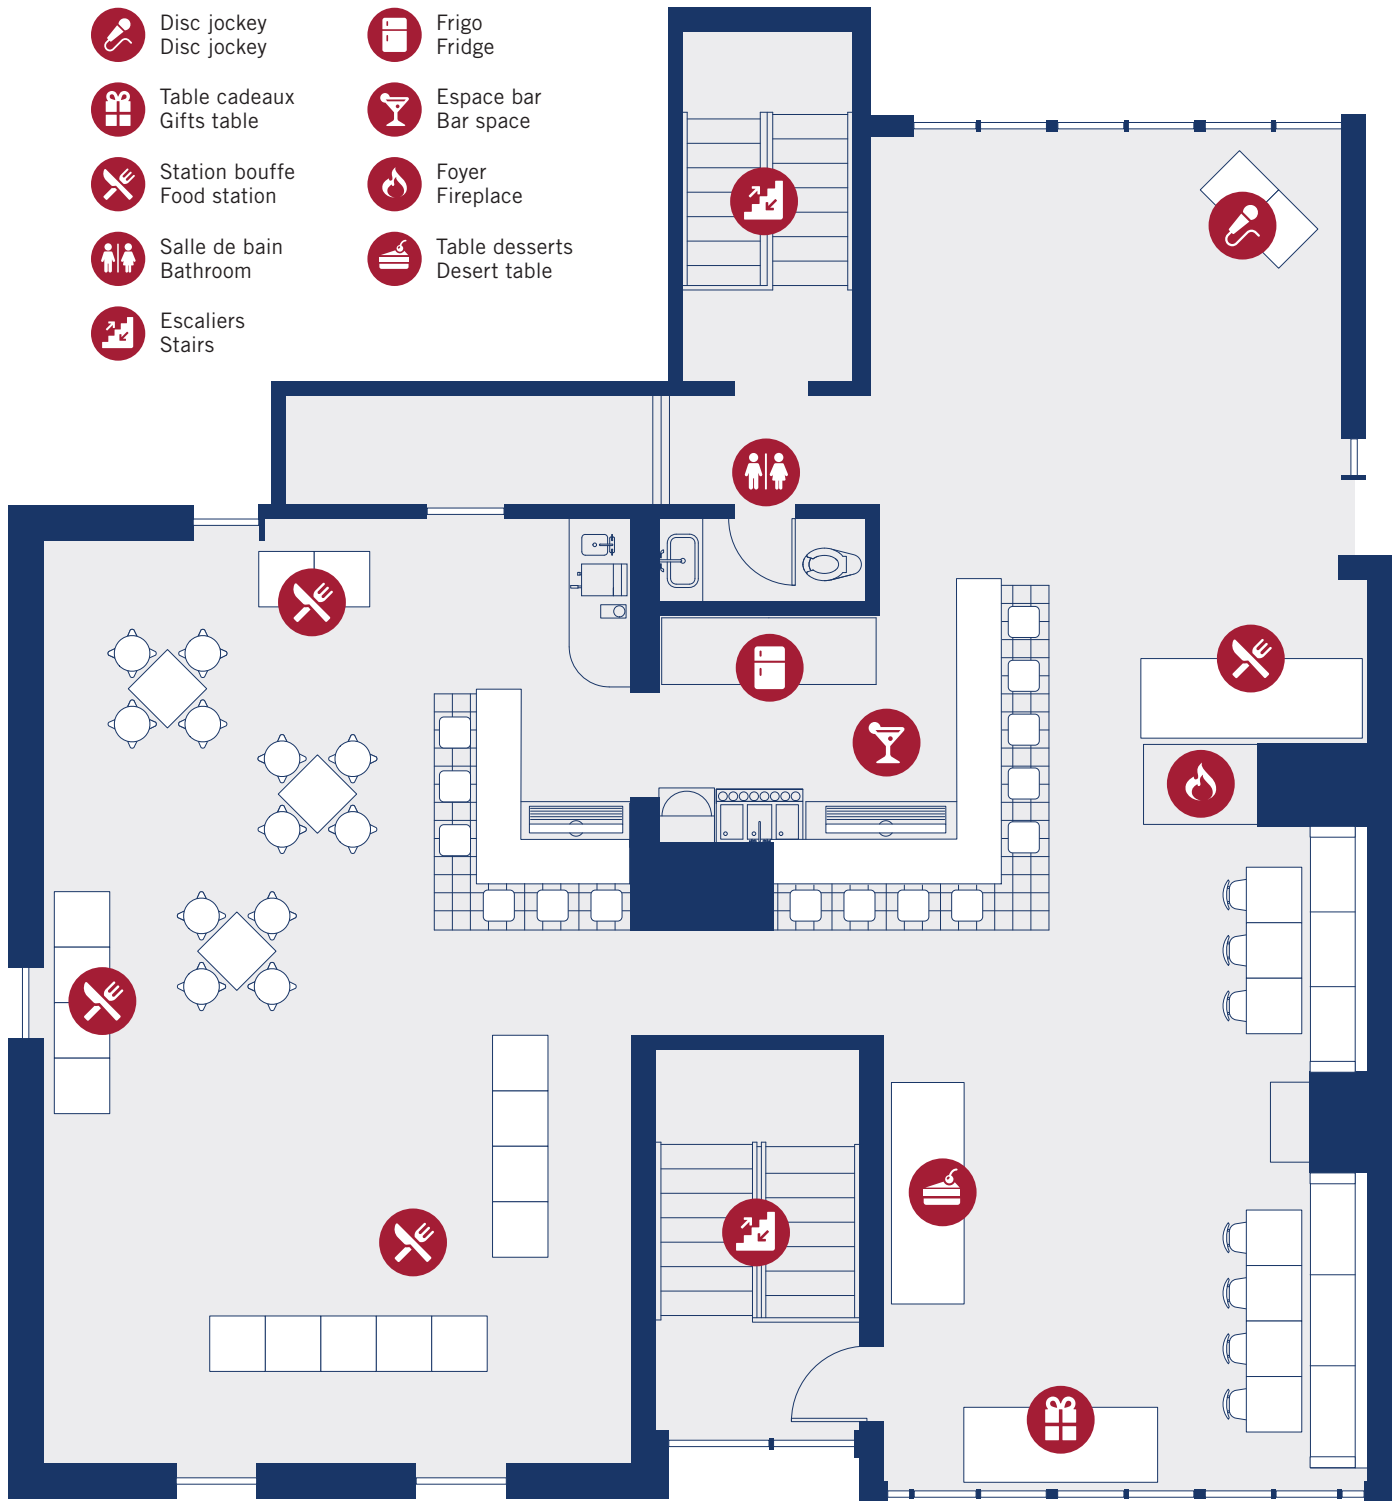 Disc jockey
Disc jockey
Table cadeaux
Gifts table
Station bouffe
Food station
Salle de bain
Bathroom
Escaliers
Stairs
Frigo
Fridge
Espace bar
Bar space
Foyer
Fireplace
Table desserts
Desert table